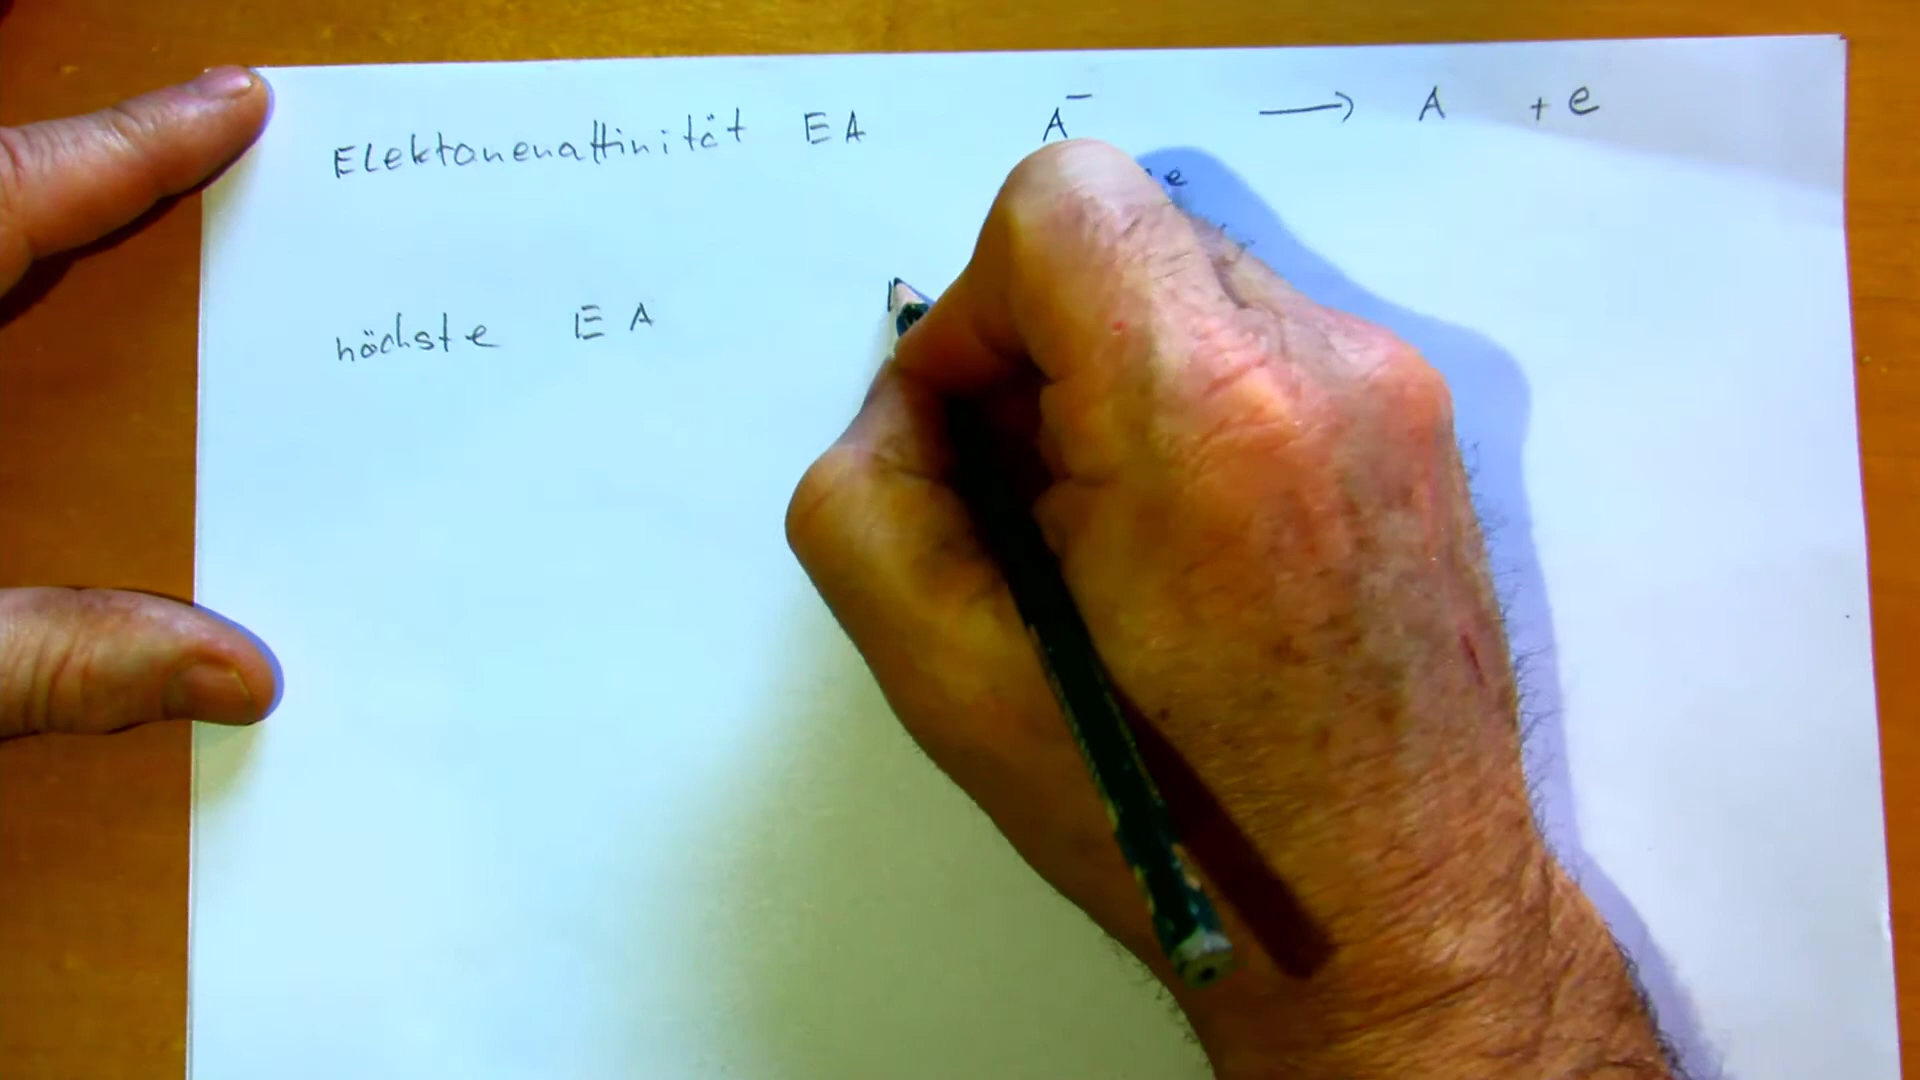 Elektonenaffinität EA A⁻ → A + e
e
höchste EA